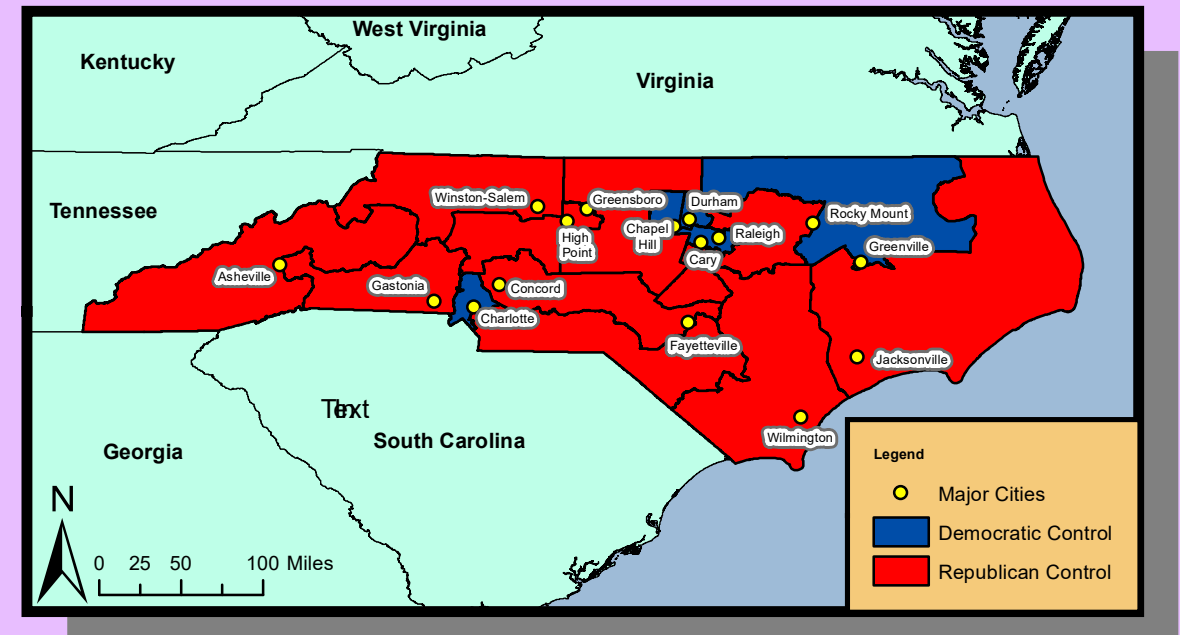 West Virginia
Kentucky
Virginia
Tennessee
Winston-Salem
Greensboro
Durham
Rocky Mount
Chapel
Hill
Raleigh
High
Point
Greenville
Cary
Asheville
Gastonia
Concord
Charlotte
Fayetteville
Jacksonville
Text
South Carolina
Wilmington
Georgia
Legend
N
Major Cities
Democratic Control
0 25 50 100 Miles
Republican Control